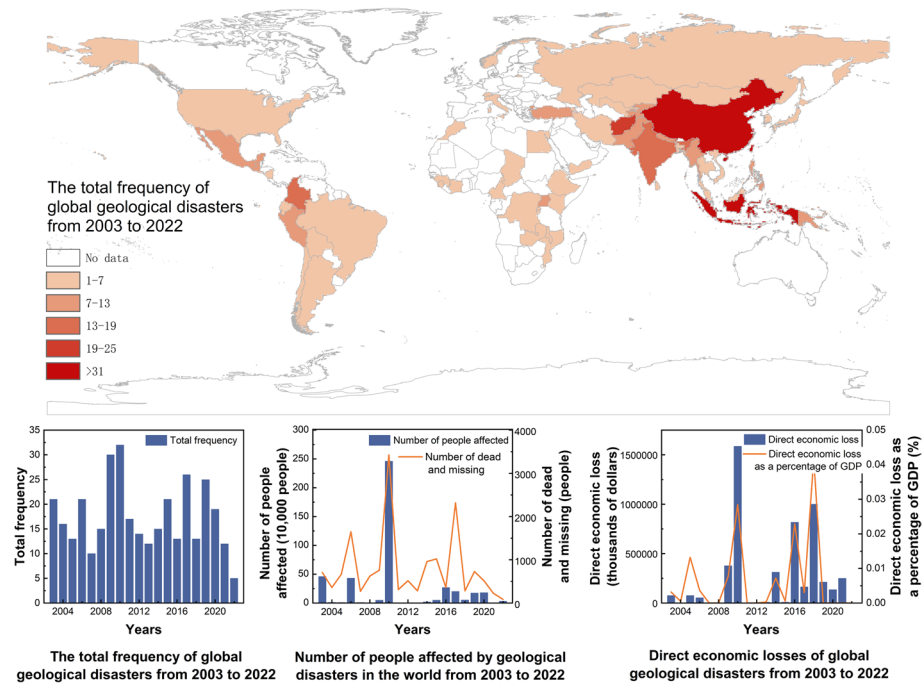 The total frequency of
global geological disasters
from 2003 to 2022
No data
1-7
7-13
13-19
19-25
>31
35
30
25
20
15
10
5
0
Total frequency
Total frequency
2004
2008
2012
2016
2020
Years
The total frequency of global
geological disasters from 2003 to 2022
300
250
200
150
100
50
0
Number of people
affected (10,000 people)
Number of people affected
Number of dead
and missing
4000
3000
2000
1000
0
Number of dead
and missing (people)
2004
2008
2012
2016
2020
Years
Number of people affected by geological
disasters in the world from 2003 to 2022
1500000
1000000
500000
0
Direct economic loss
(thousands of dollars)
Direct economic loss
Direct economic loss
as a percentage of GDP
0.05
0.04
0.03
0.02
0.01
0.00
Direct economic loss as
a percentage of GDP (%)
2004
2008
2012
2016
2020
Years
Direct economic losses of global
geological disasters from 2003 to 2022